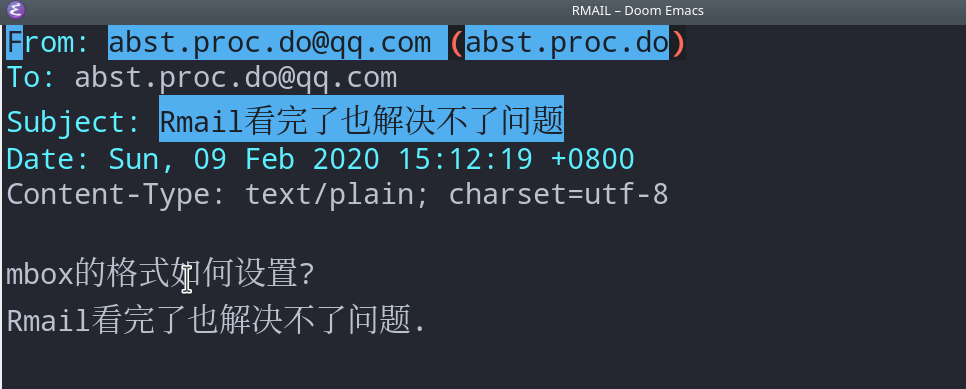 RMAIL – Doom Emacs
From: abst.proc.do@qq.com (abst.proc.do)
To: abst.proc.do@qq.com
Subject: Rmail看完了也解决不了问题
Date: Sun, 09 Feb 2020 15:12:19 +0800
Content-Type: text/plain; charset=utf-8
mbox的格式如何设置?
Rmail看完了也解决不了问题.